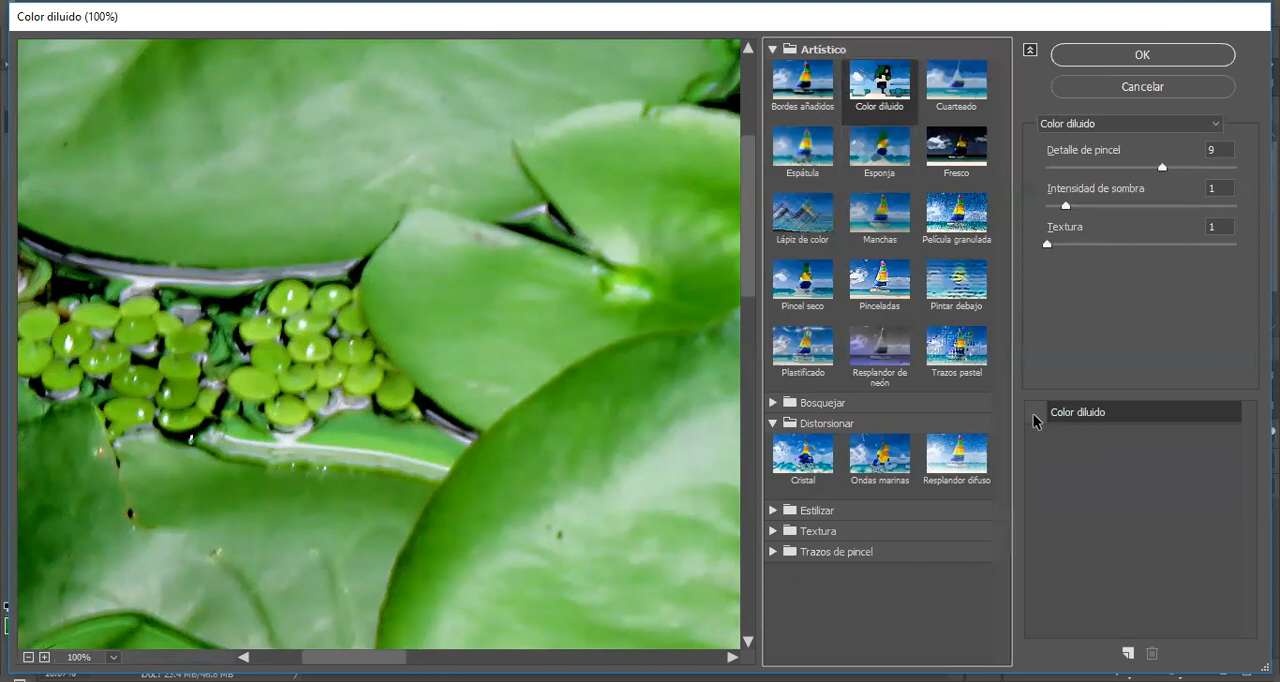 Color diluido (100%)
Artístico
OK
Bordes añadidos
Color diluido
Cuarteado
Cancelar
Color diluido
Espátula
Esponja
Fresco
Detalle de pincel
9
Intensidad de sombra
1
Lápiz de color
Manchas
Película granulada
Textura
1
Pincel seco
Pinceladas
Pintar debajo
Plastificado
Resplandor de
neón
Trazos pastel
Bosquejar
Distorsionar
Cristal
Ondas marinas
Resplandor difuso
Estilizar
Textura
Trazos de pincel
Color diluido
100%